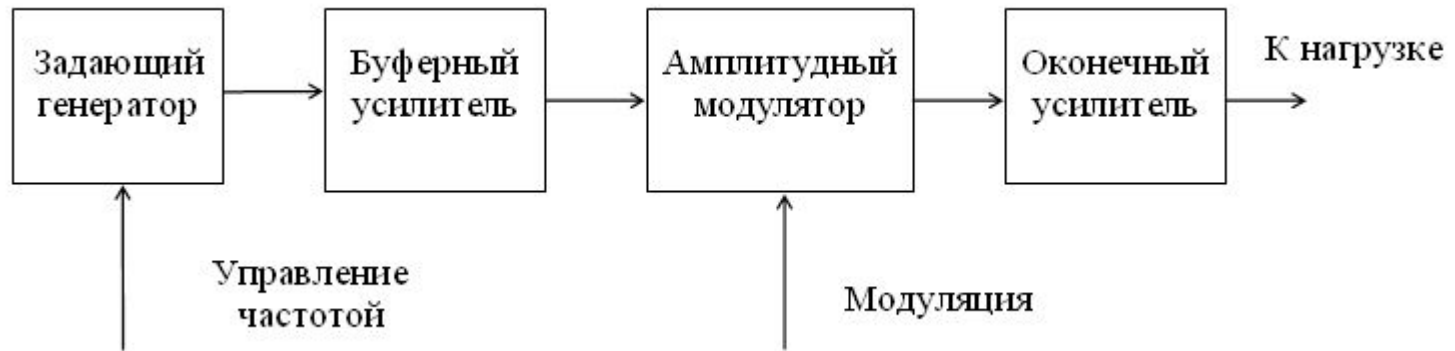 Задающий
генератор
Буферный
усилитель
Амплитудный
модулятор
Оконечный
усилитель
К нагрузке
Управление
частотой
Модуляция